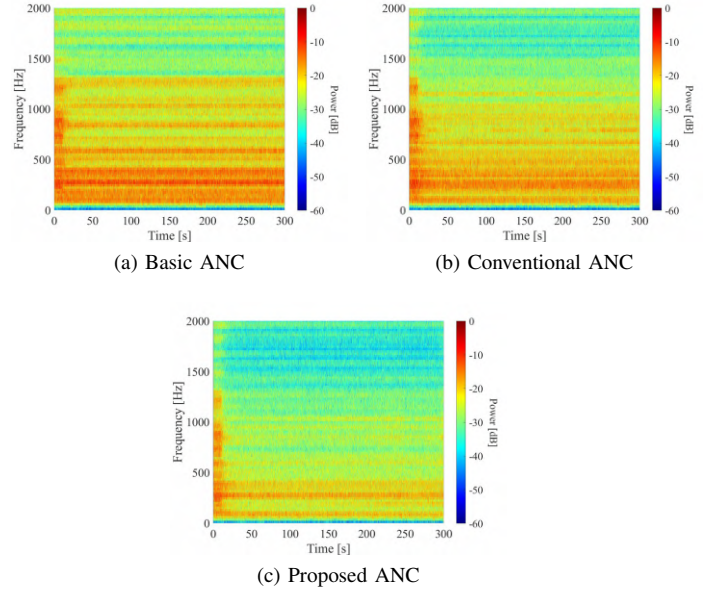 2000
1500
1000
500
0
Frequency [Hz]
0 50 100 150 200 250 300
Time [s]
0
-10
-20
-30
-40
-50
-60
Power [dB]
(a) Basic ANC
2000
1500
1000
500
0
Frequency [Hz]
0 50 100 150 200 250 300
Time [s]
0
-10
-20
-30
-40
-50
-60
Power [dB]
(b) Conventional ANC
2000
1500
1000
500
0
Frequency [Hz]
0 50 100 150 200 250 300
Time [s]
0
-10
-20
-30
-40
-50
-60
Power [dB]
(c) Proposed ANC